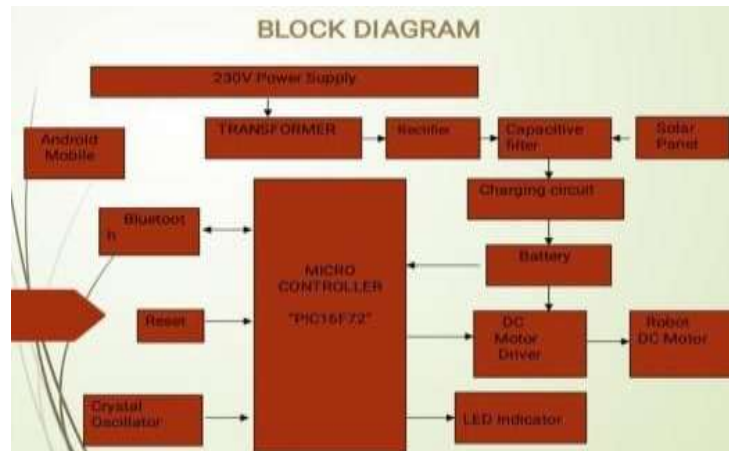 BLOCK DIAGRAM
230V Power Supply
TRANSFORMER
Rectifier
Capacitive
filter
Solar
Panel
Android
Mobile
Charging circuit
Bluetoot
h
Battery
MICRO
CONTROLLER
"PIC16F72"
Reset
DC
Motor
Driver
Robot
DC Motor
Crystal
Oscillator
LED Indicator